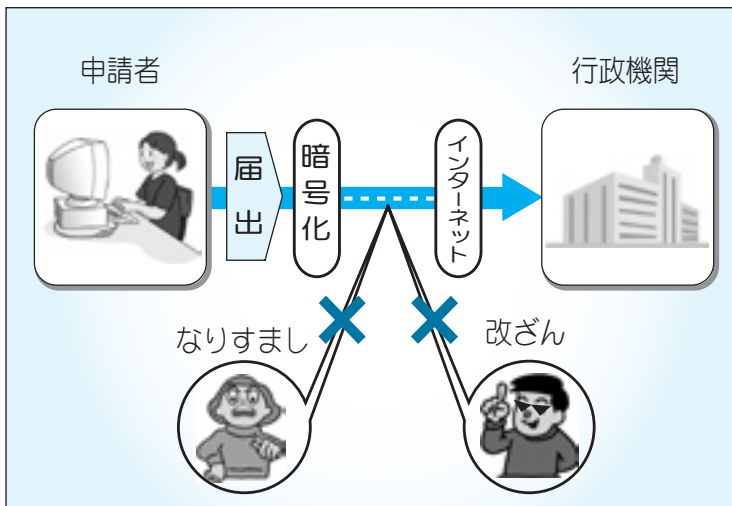 申請者
行政機関
届出
暗号化
インターネット
なりすまし
改ざん